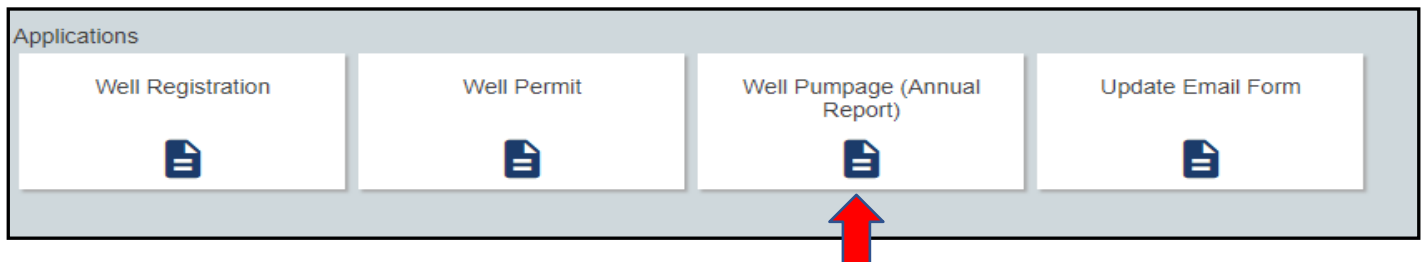 Applications
Well Registration
Well Permit
Well Pumpage (Annual
Report)
Update Email Form